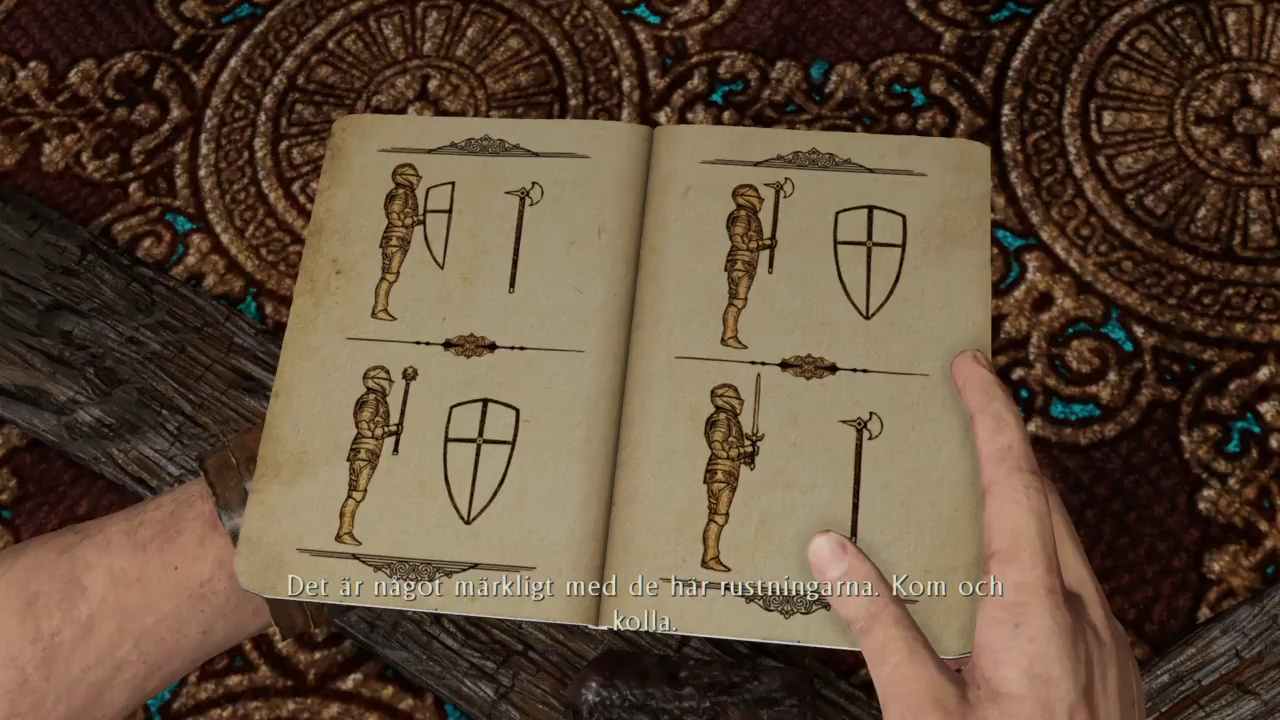 Det är något märkligt med de här rustningarna. Kom och
kolla.